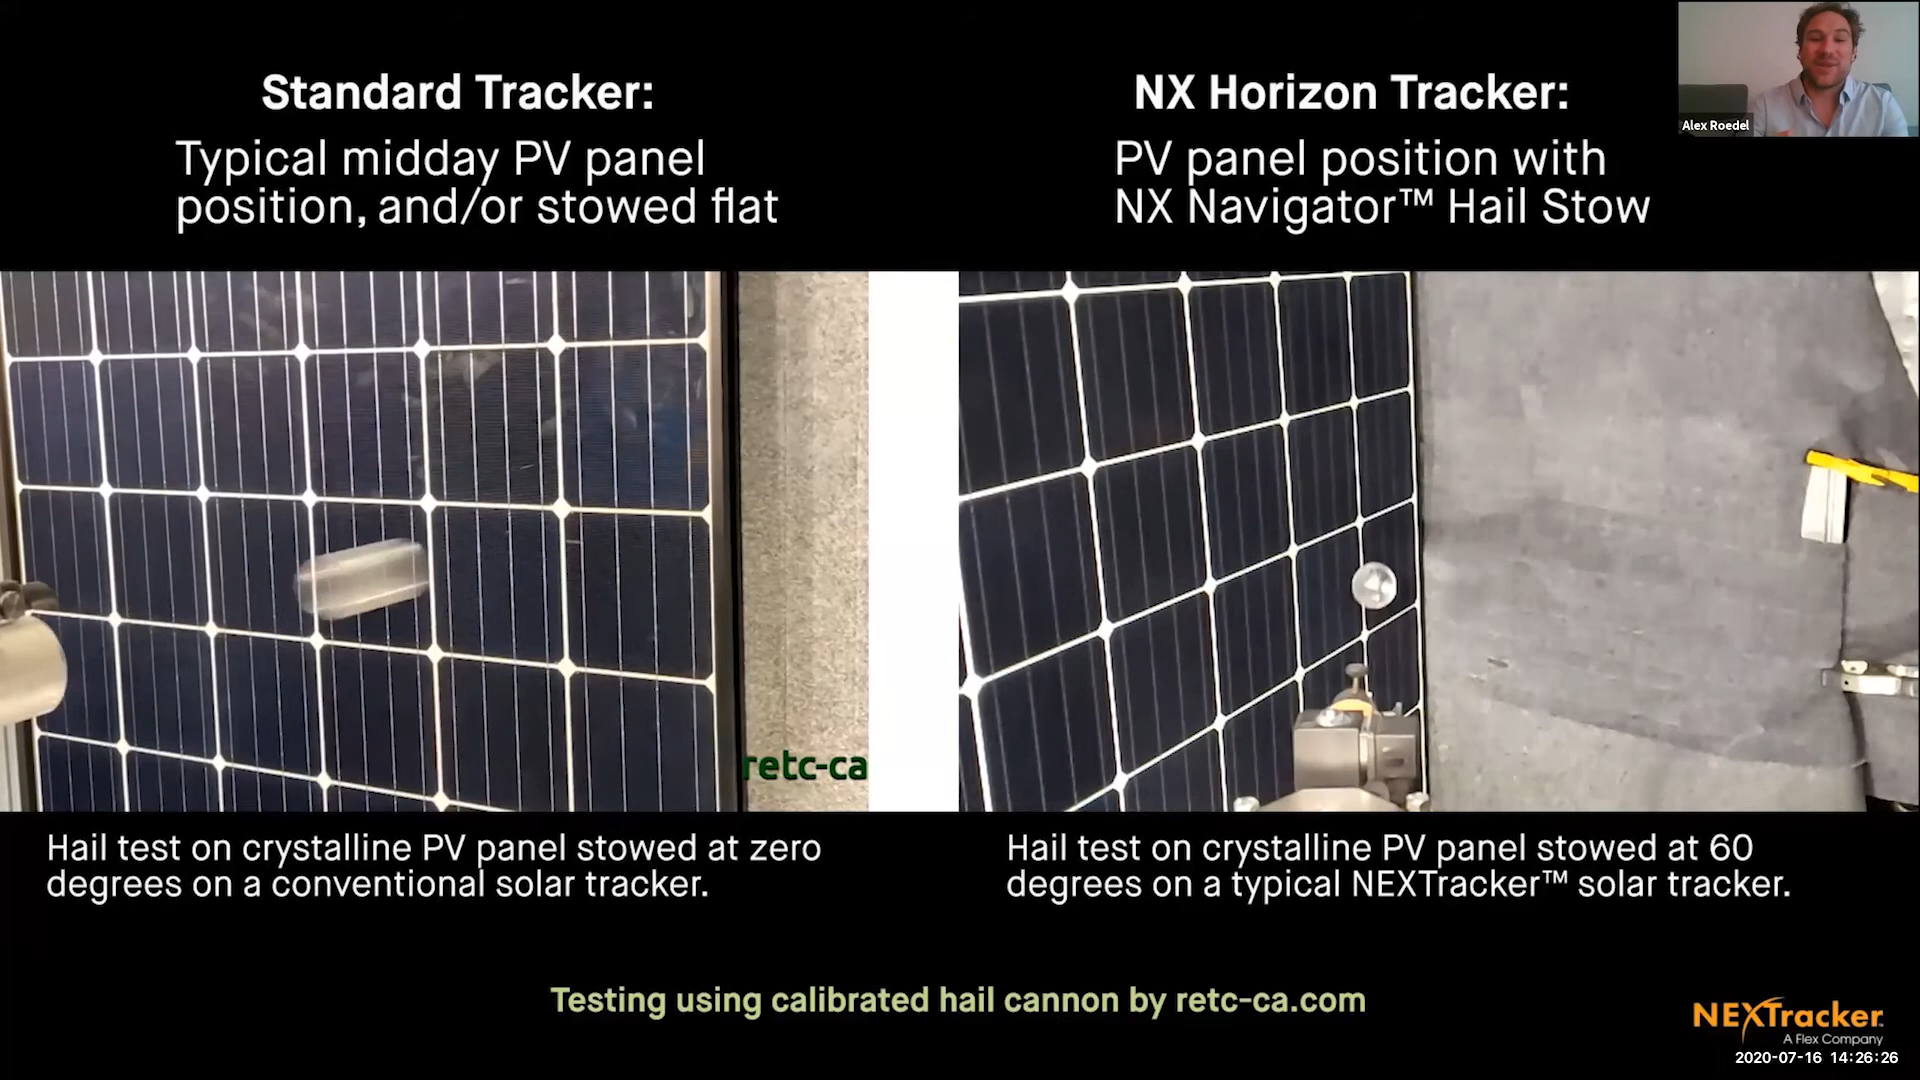 Standard Tracker:
Typical midday PV panel
position, and/or stowed flat
NX Horizon Tracker:
PV panel position with
NX Navigator™ Hail Stow
Alex Roedel
retc-ca
Hail test on crystalline PV panel stowed at zero
degrees on a conventional solar tracker.
Hail test on crystalline PV panel stowed at 60
degrees on a typical NEXTracker™ solar tracker.
Testing using calibrated hail cannon by retc-ca.com
NEXTracker
A Flex Company
2020-07-16 14:26:26